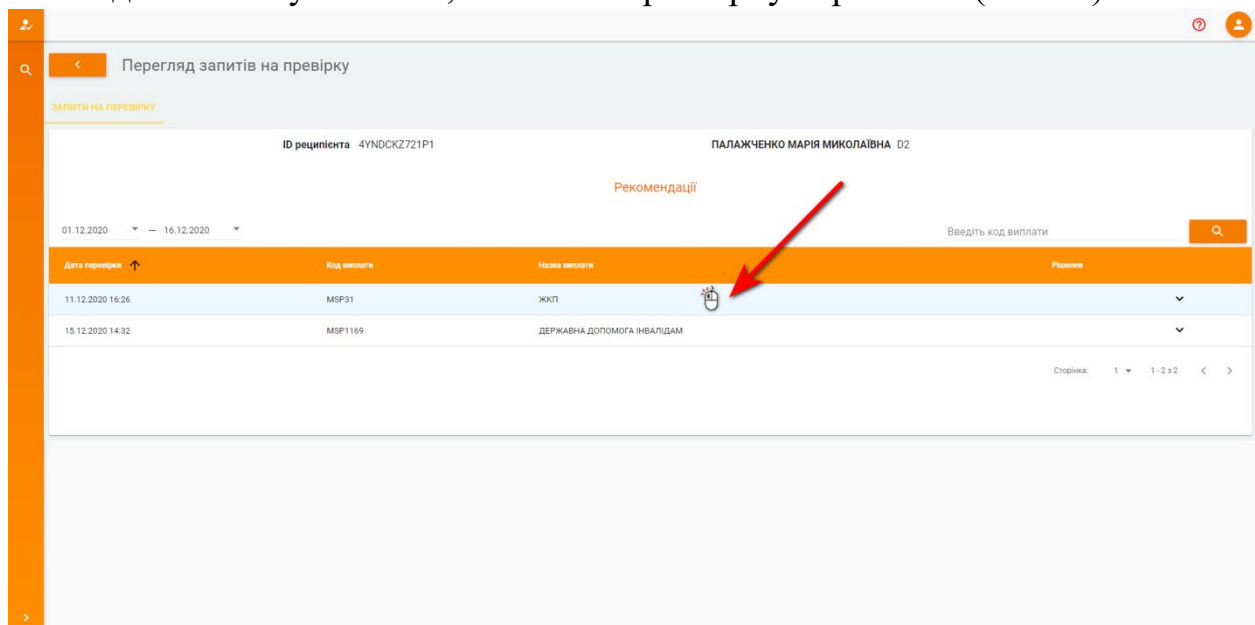 Перегляд запитів на превірку
ЗАПИТИ НА ПЕРЕВІРКУ
ID реципієнта 4YNDCKZ721P1 ПАЛАЖЧЕНКО МАРІЯ МИКОЛАЇВНА D2
Рекомендації
01.12.2020 – 16.12.2020 Введіть код виплати
Дата перевірки Код виплати Назва виплати Рішення
11.12.2020 16:26 MSP31 ЖКП
15.12.2020 14:32 MSP1169 ДЕРЖАВНА ДОПОМОГА ІНВАЛІДАМ
Сторінка: 1 1-2 з 2